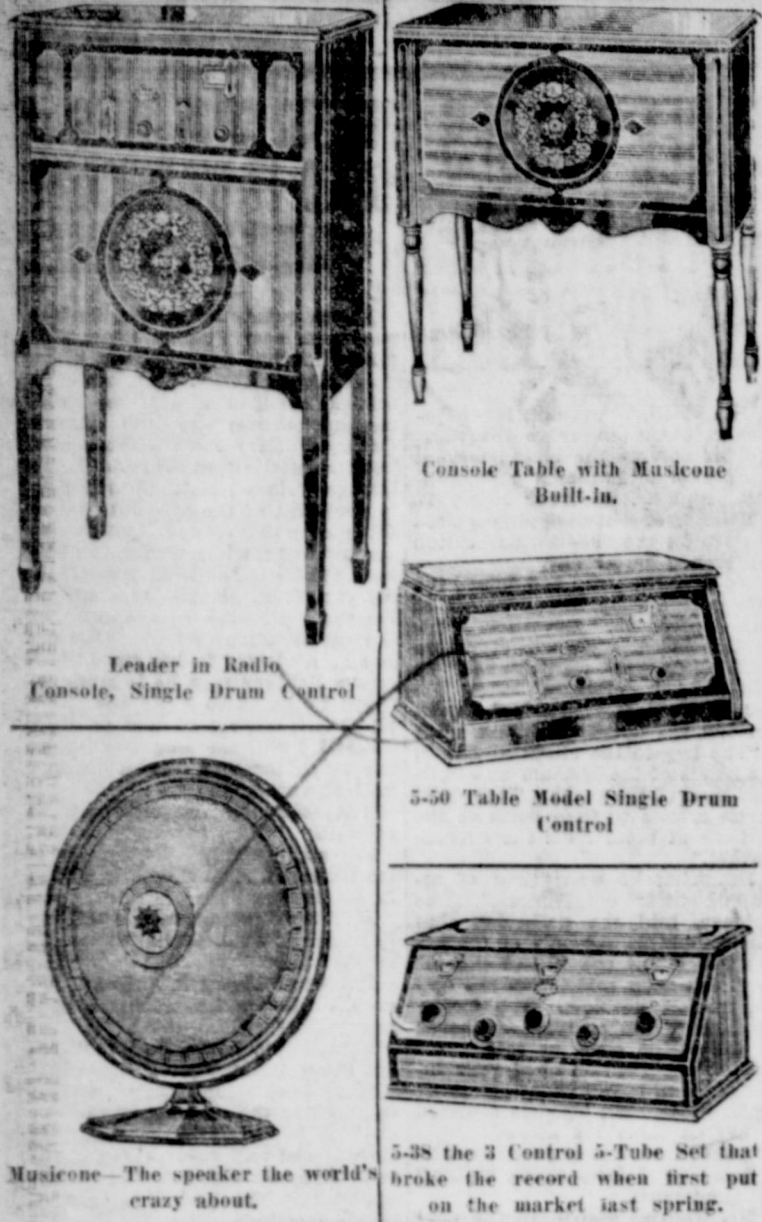 Leader in Radio
Console, Single Drum Control
Musicone—The speaker the world's
crazy about.
Console Table with Musicone
Built-in.
5-50 Table Model Single Drum
Control
5-38 the 3 Control 5-Tube Set that
broke the record when first put
on the market last spring.